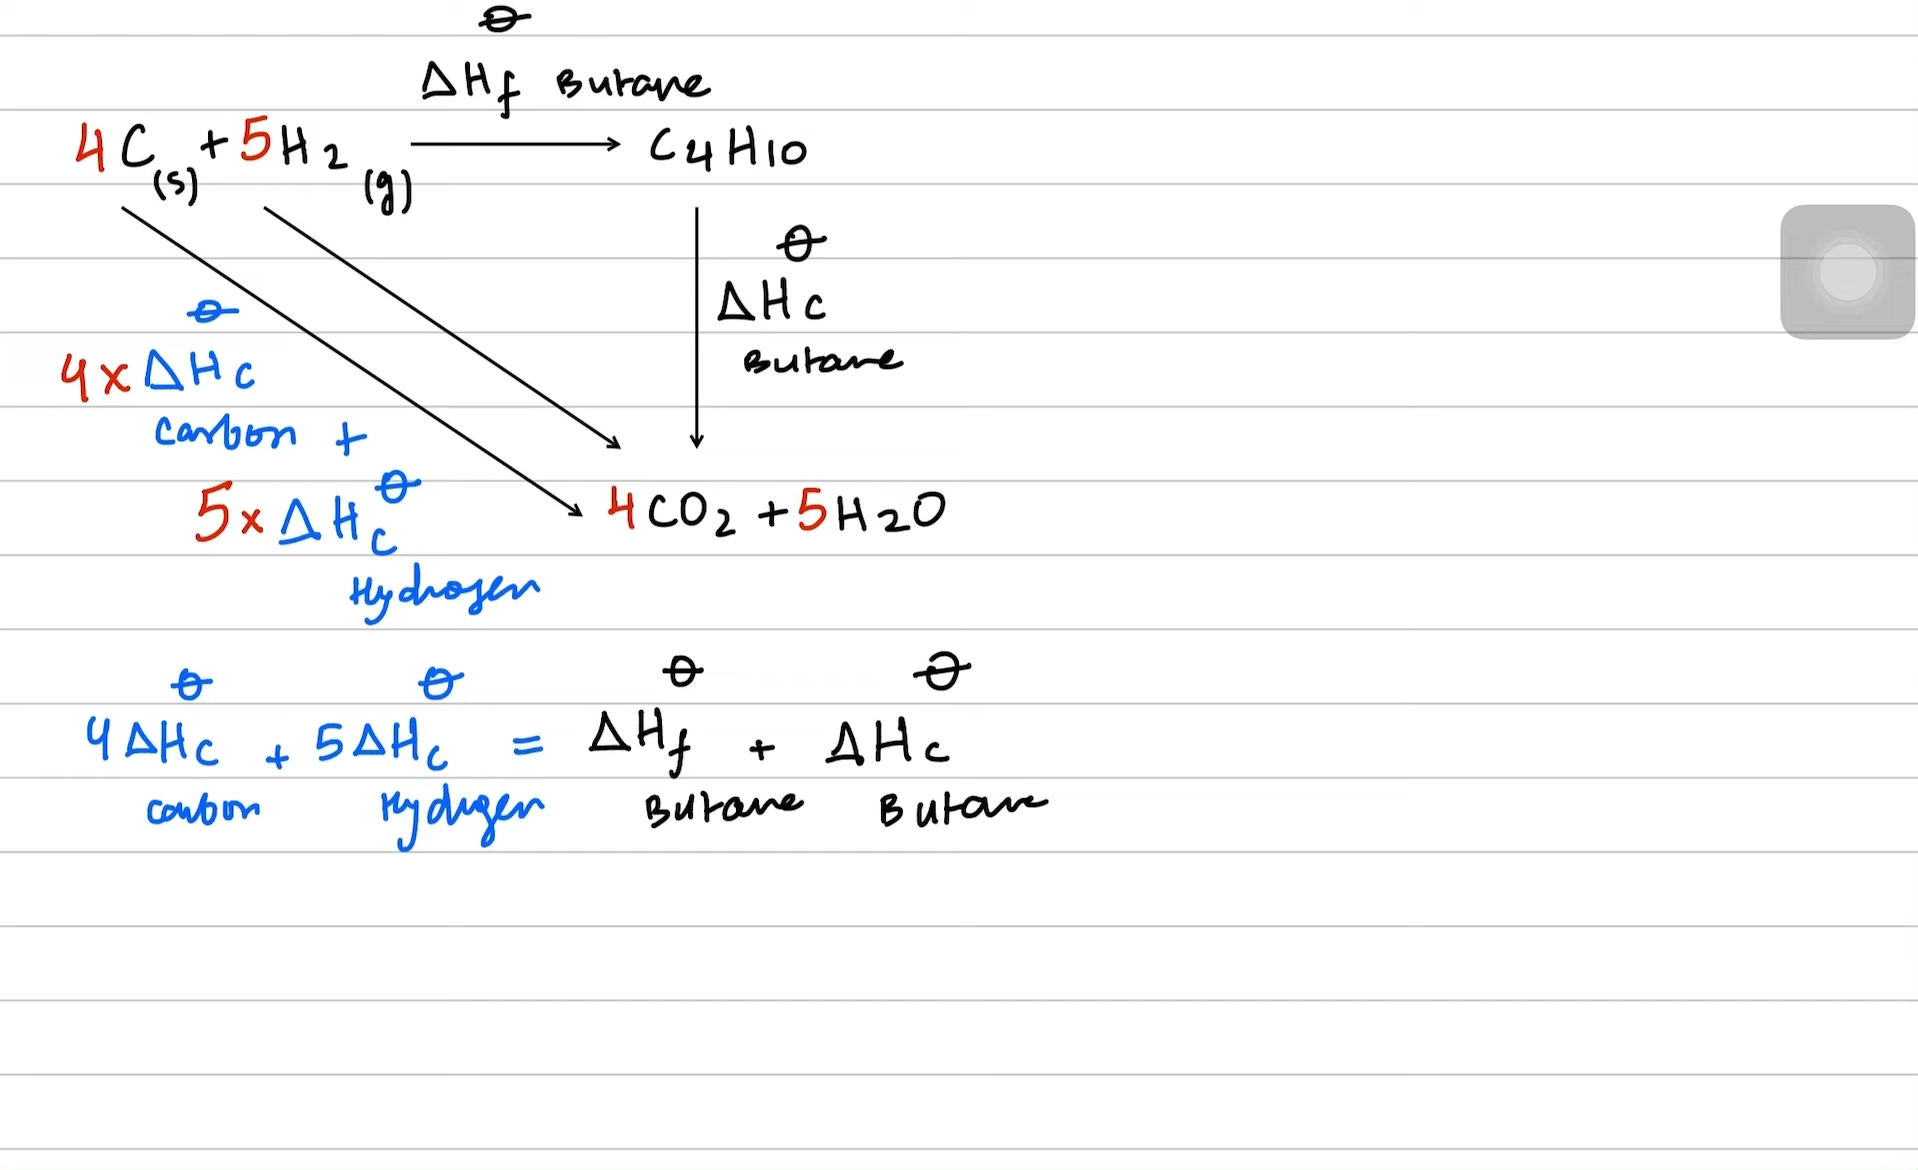 ΔHf⦵ Butane
4C(s) + 5H2(g) ⟶ C4H10
ΔHc⦵
Butane
4 x ΔHc⦵
carbon +
5 x ΔHc⦵
Hydrogen
4CO2 + 5H2O
4ΔHc⦵ + 5ΔHc⦵ = ΔHf⦵ + ΔHc⦵
carbon Hydrogen Butane Butane